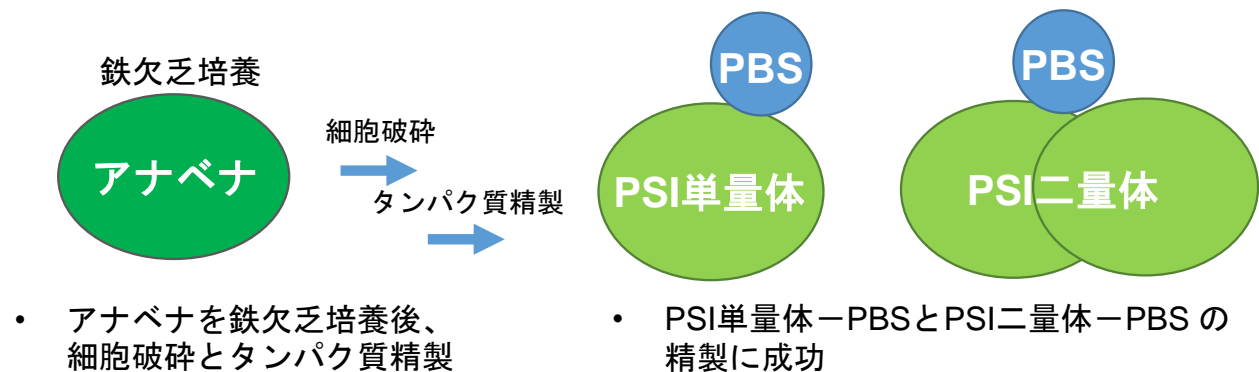 鉄欠乏培養
アナベナ
細胞破砕
タンパク質精製
PBS
PSI単量体
PBS
PSI二量体
• アナベナを鉄欠乏培養後、
細胞破砕とタンパク質精製
• PSI単量体－PBSとPSI二量体－PBS の
精製に成功